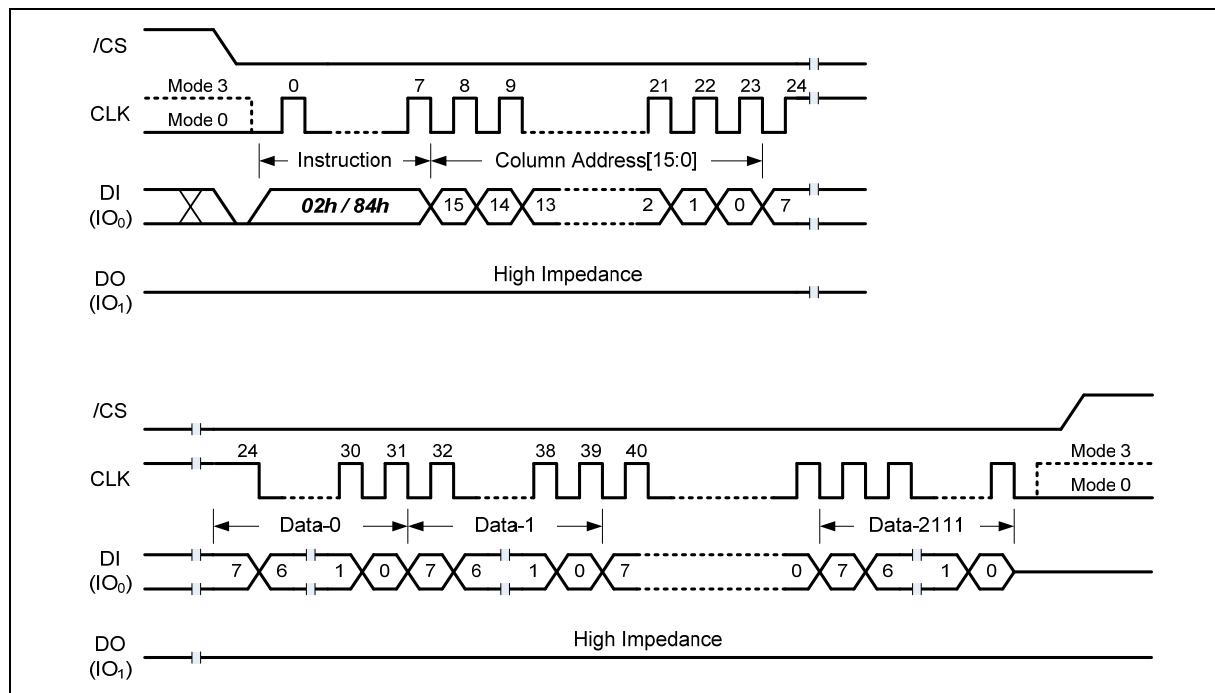 /CS
Mode 3 0 7 8 9 21 22 23 24
CLK
Mode 0
Instruction Column Address[15:0]
DI
(IO0)
02h / 84h 15 14 13 2 1 0 7
High Impedance
DO
(IO1)
/CS
24 30 31 32 38 39 40 Mode 3
CLK
Mode 0
Data-0 Data-1 Data-2111
DI
(IO0)
7 6 1 0 7 6 1 0 7 0 7 6 1 0
High Impedance
DO
(IO1)